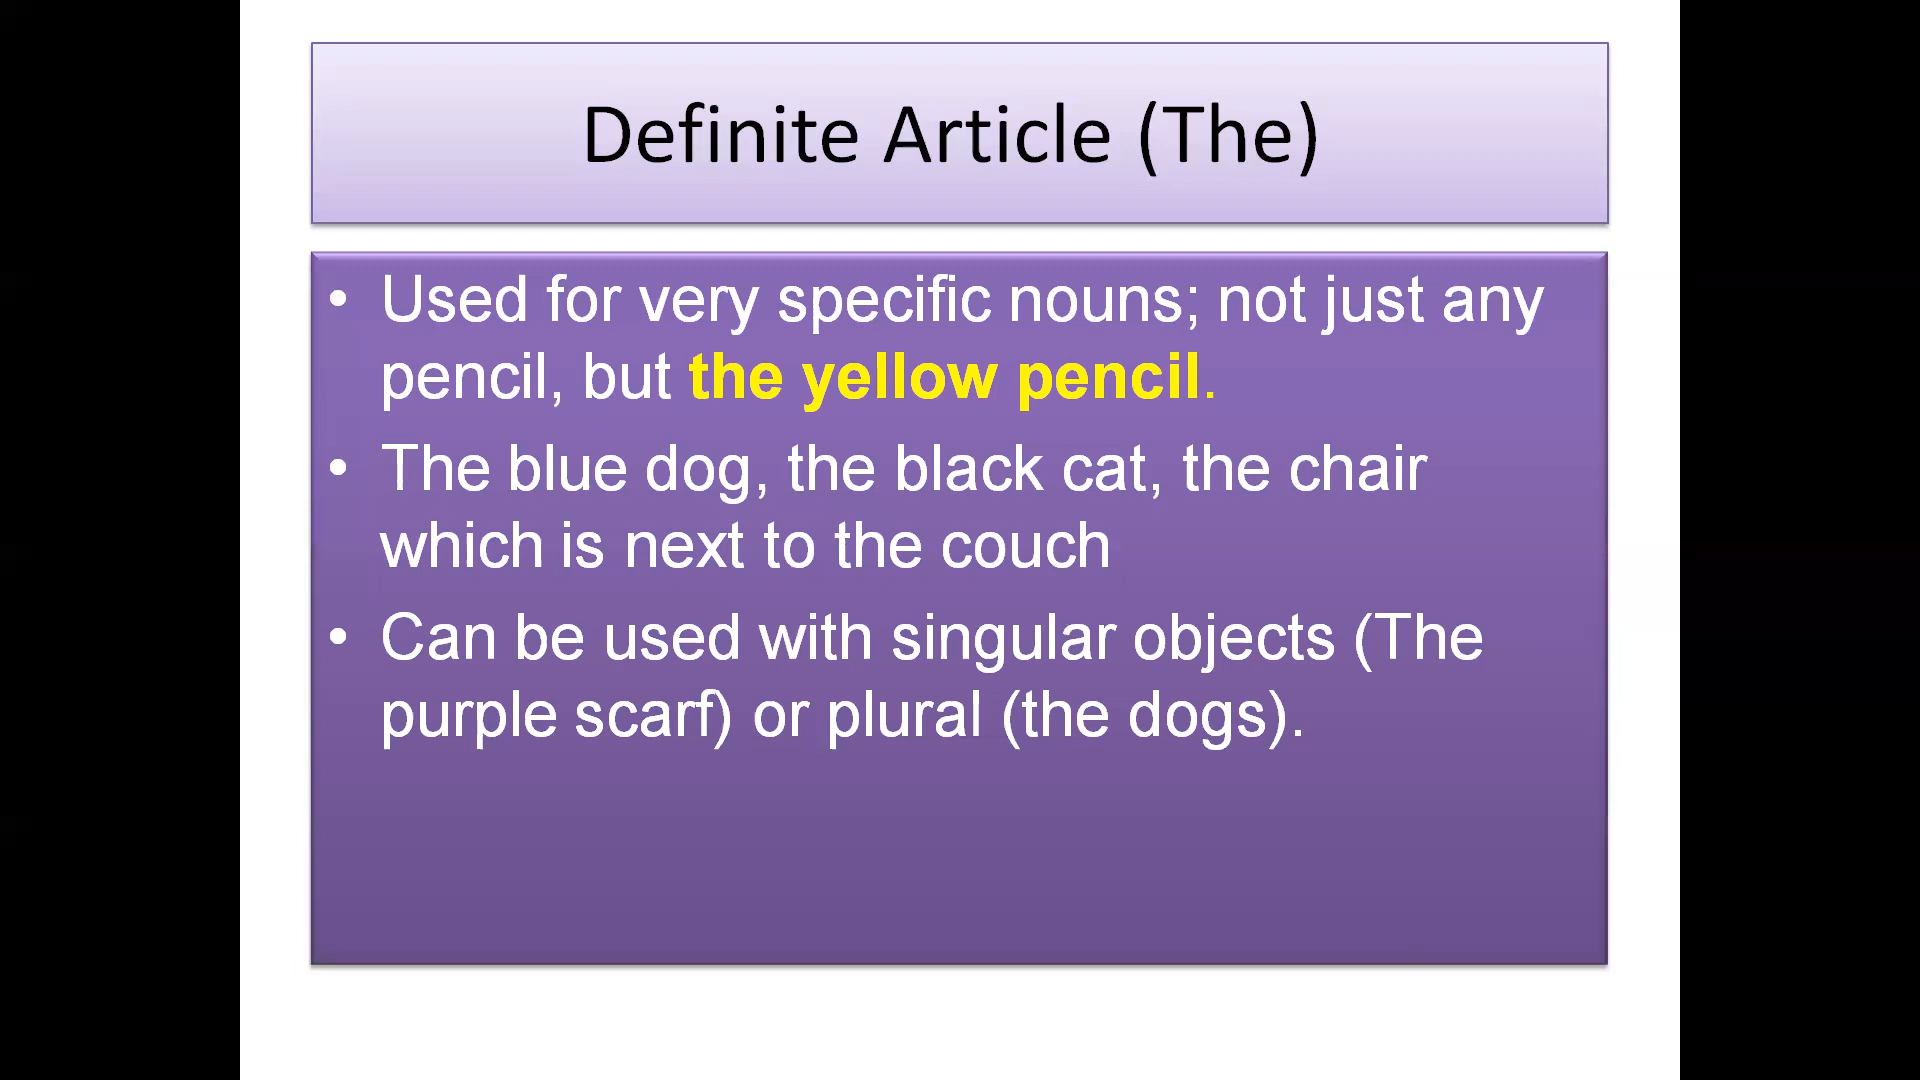 Definite Article (The)
• Used for very specific nouns; not just any
pencil, but the yellow pencil.
• The blue dog, the black cat, the chair
which is next to the couch
• Can be used with singular objects (The
purple scarf) or plural (the dogs).